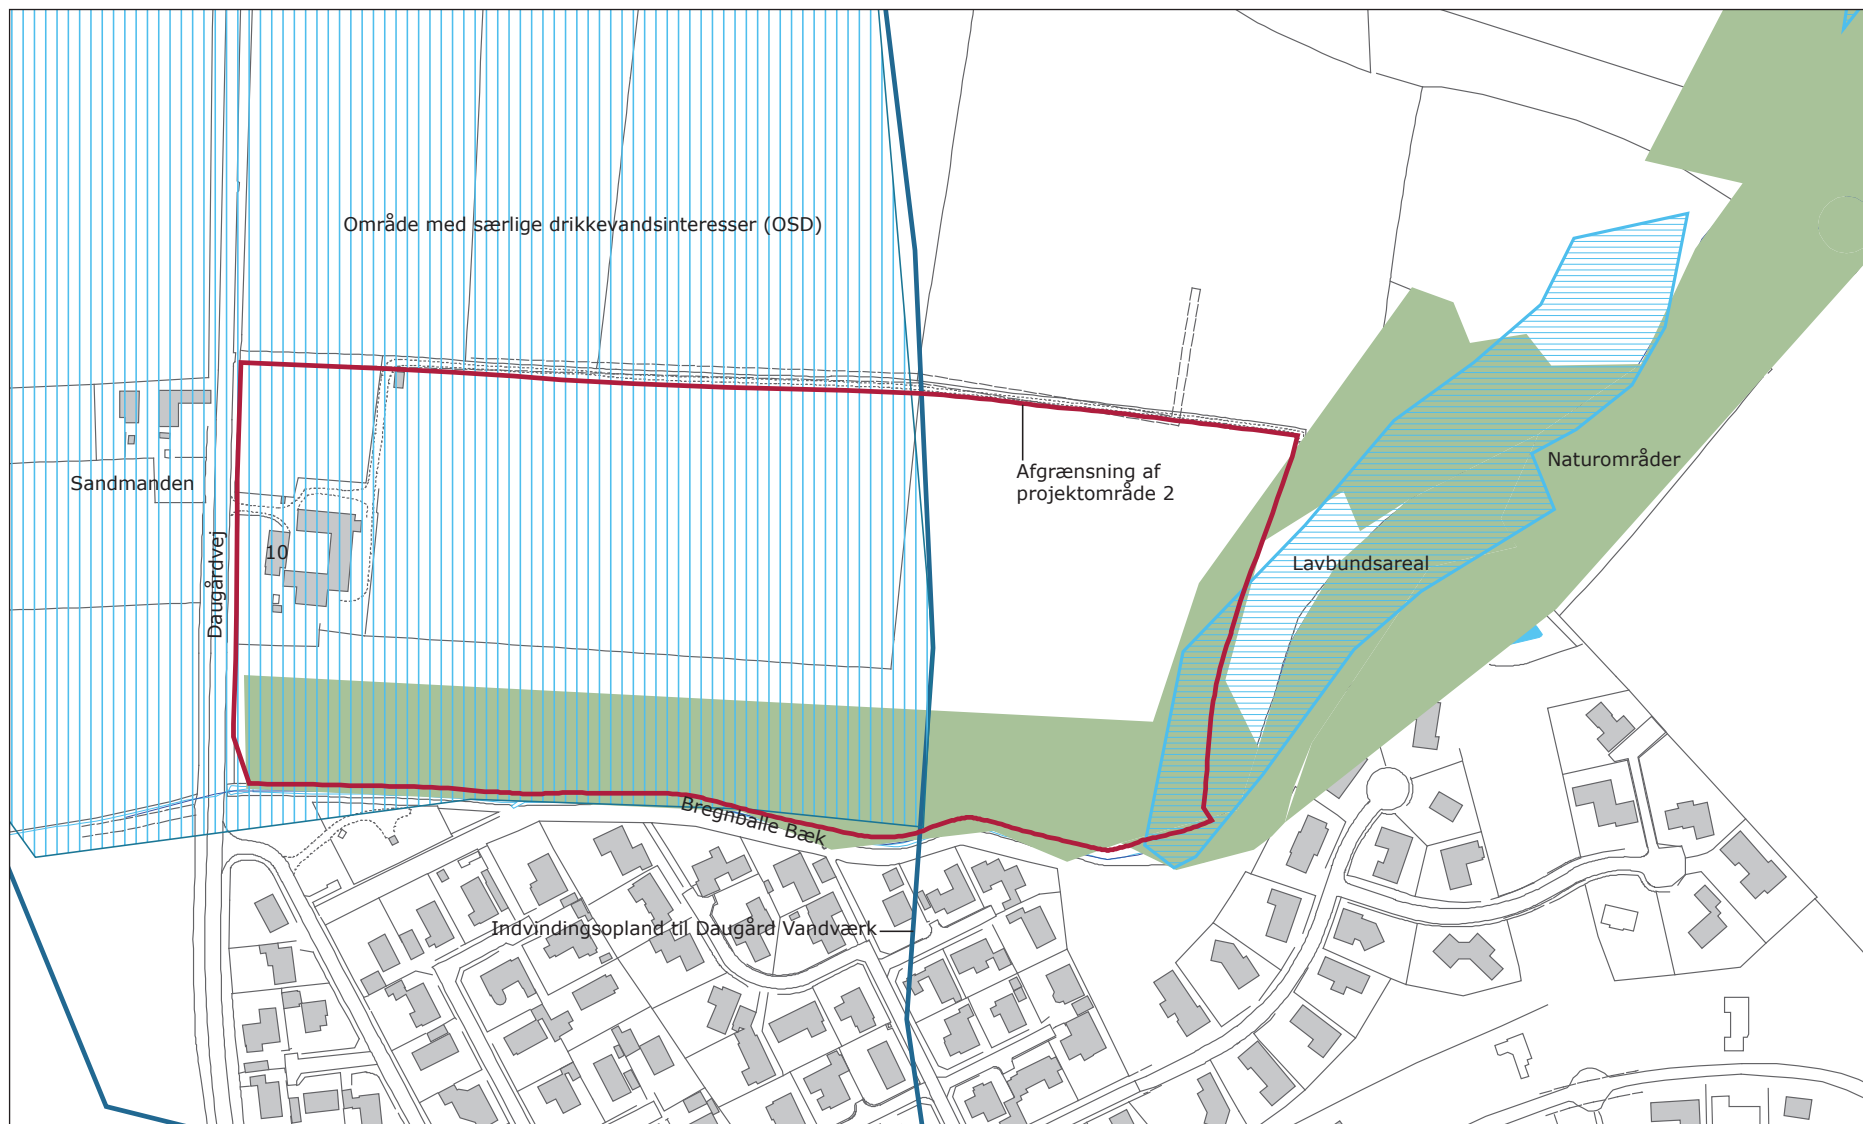 Område med særlige drikkevandsinteresser (OSD)
Sandmanden
Afgrænsning af
projektområde 2
Naturområder
10
Lavbundsareal
Daugårdvej
Bregnballe Bæk
Indvindingsopland til Daugård Vandværk